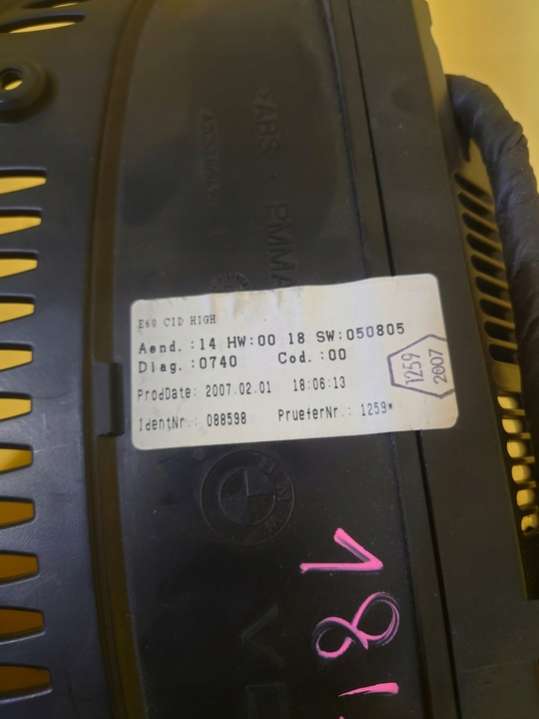 >ABS + PMMA
E60 CID HIGH
Aend.:14 HW:00 18 SW:050805
Diag.:0740 Cod.:00
ProdDate: 2007.02.01 18:06:13
IdentNr.: 088598 PrueferNr.: 1259*
1259
2007
BMW